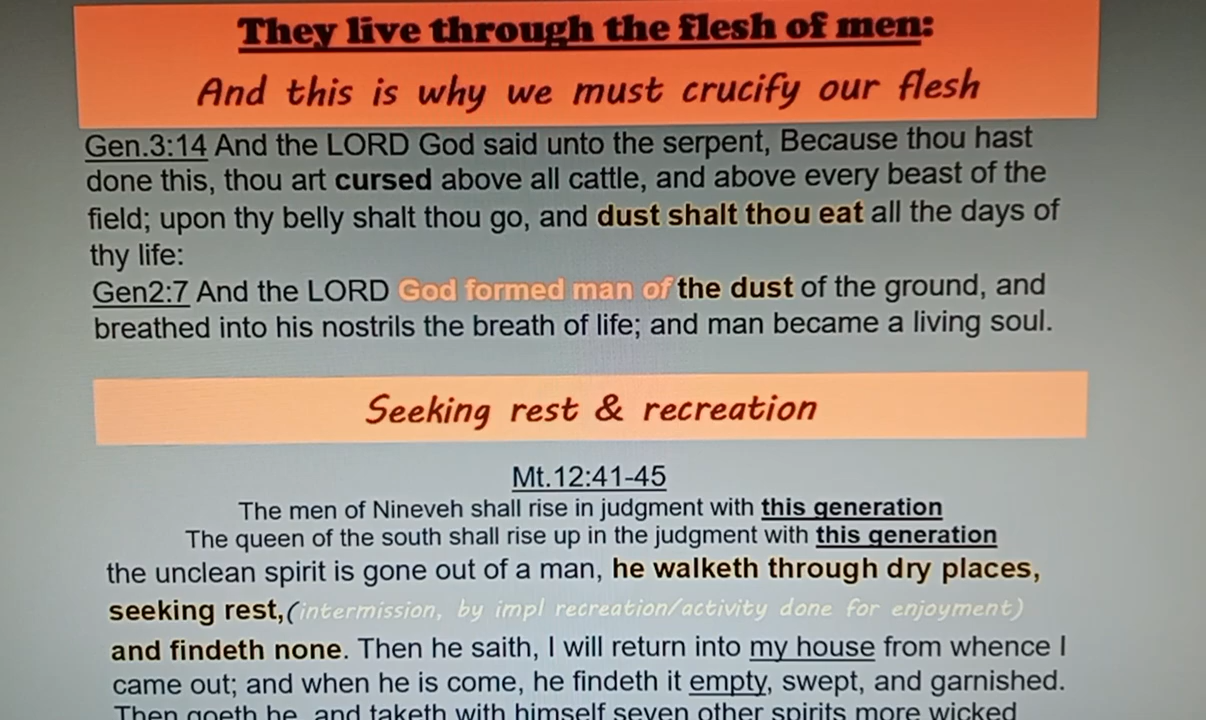 They live through the flesh of men:
And this is why we must crucify our flesh
Gen.3:14 And the LORD God said unto the serpent, Because thou hast
done this, thou art cursed above all cattle, and above every beast of the
field; upon thy belly shalt thou go, and dust shalt thou eat all the days of
thy life:
Gen2:7 And the LORD God formed man of the dust of the ground, and
breathed into his nostrils the breath of life; and man became a living soul.
Seeking rest & recreation
Mt.12:41-45
The men of Nineveh shall rise in judgment with this generation
The queen of the south shall rise up in the judgment with this generation
the unclean spirit is gone out of a man, he walketh through dry places,
seeking rest,(intermission, by impl recreation/activity done for enjoyment)
and findeth none. Then he saith, I will return into my house from whence I
came out; and when he is come, he findeth it empty, swept, and garnished.
Then goeth he, and taketh with himself seven other spirits more wicked